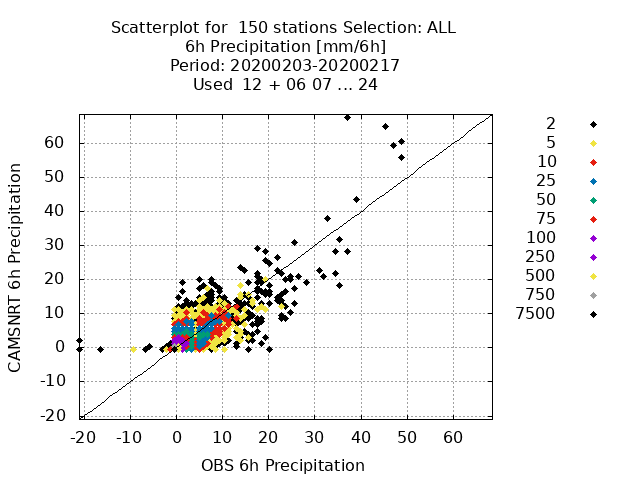 Scatterplot for  150 stations Selection: ALL
6h Precipitation [mm/6h]
Period: 20200203-20200217
Used  12 + 06 07 ... 24
CAMSNRT 6h Precipitation
60
50
40
30
20
10
0
-10
-20
-20 -10 0 10 20 30 40 50 60
OBS 6h Precipitation
2
5
10
25
50
75
100
250
500
750
7500